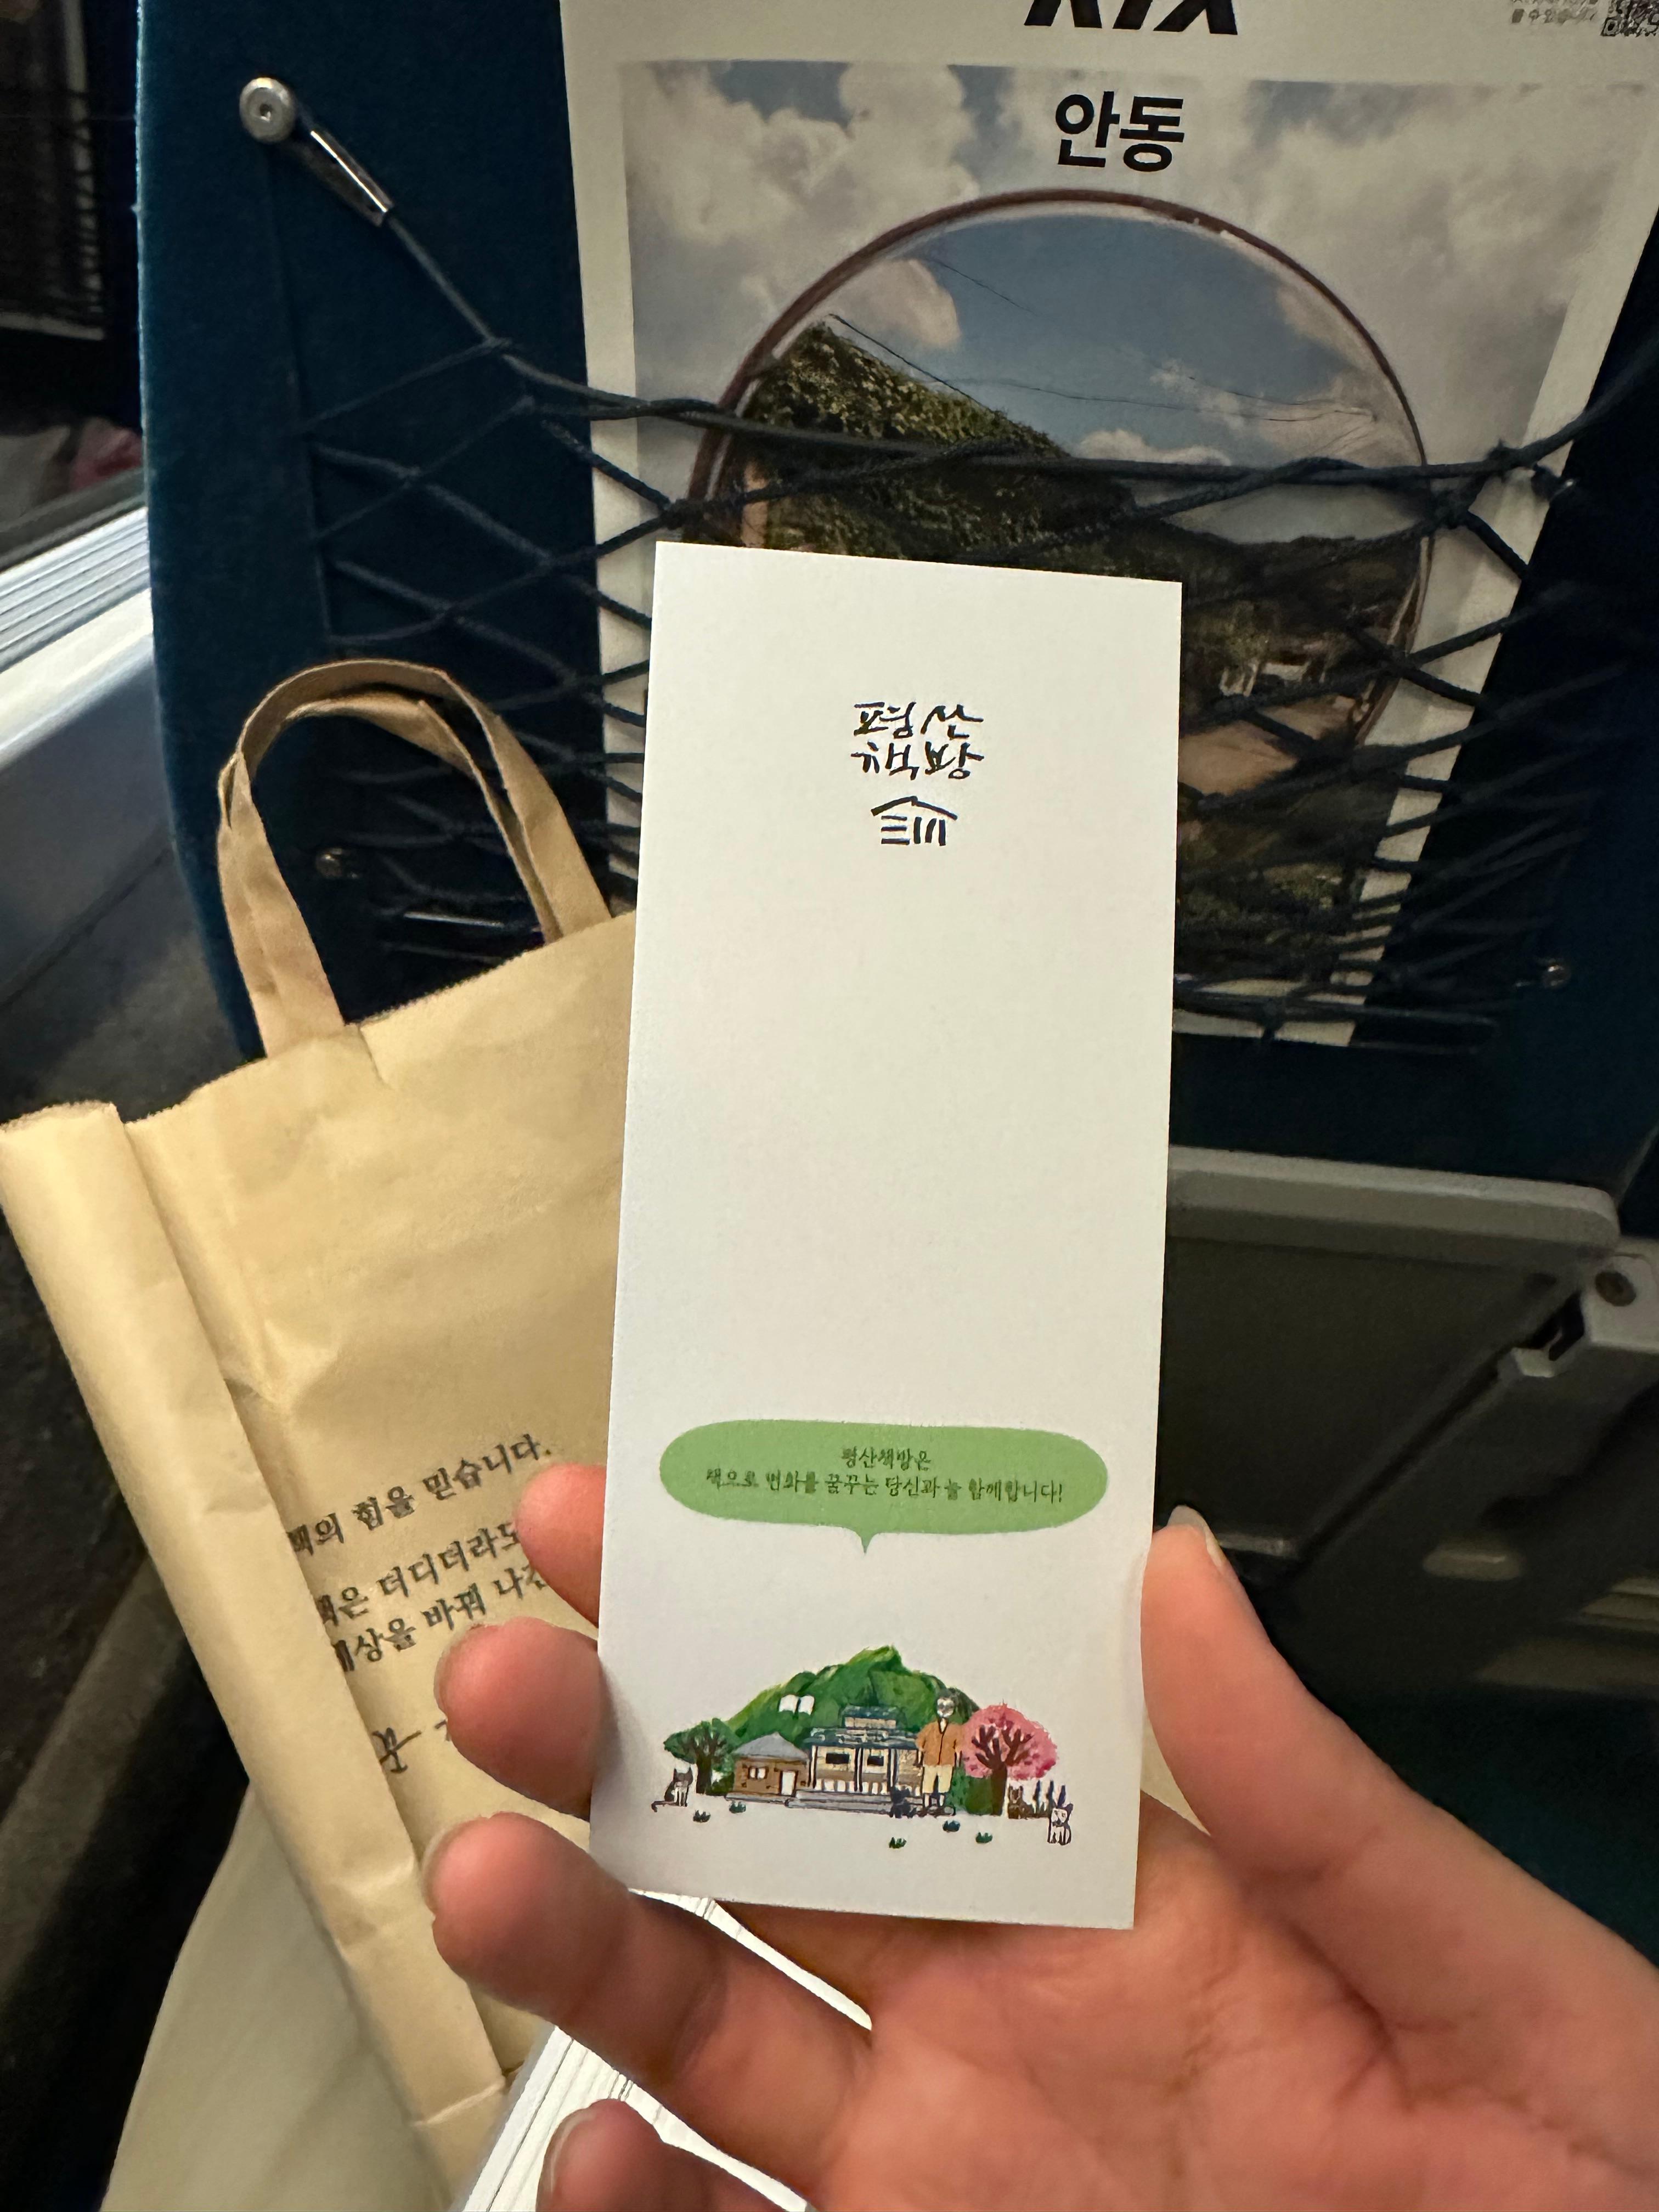 KTX
안동
평산
책방
평산책방은
책으로 변화를 꿈꾸는 당신과 늘 함께합니다!
책의 힘을 믿습니다.
책은 더디더라도
세상을 바꿔